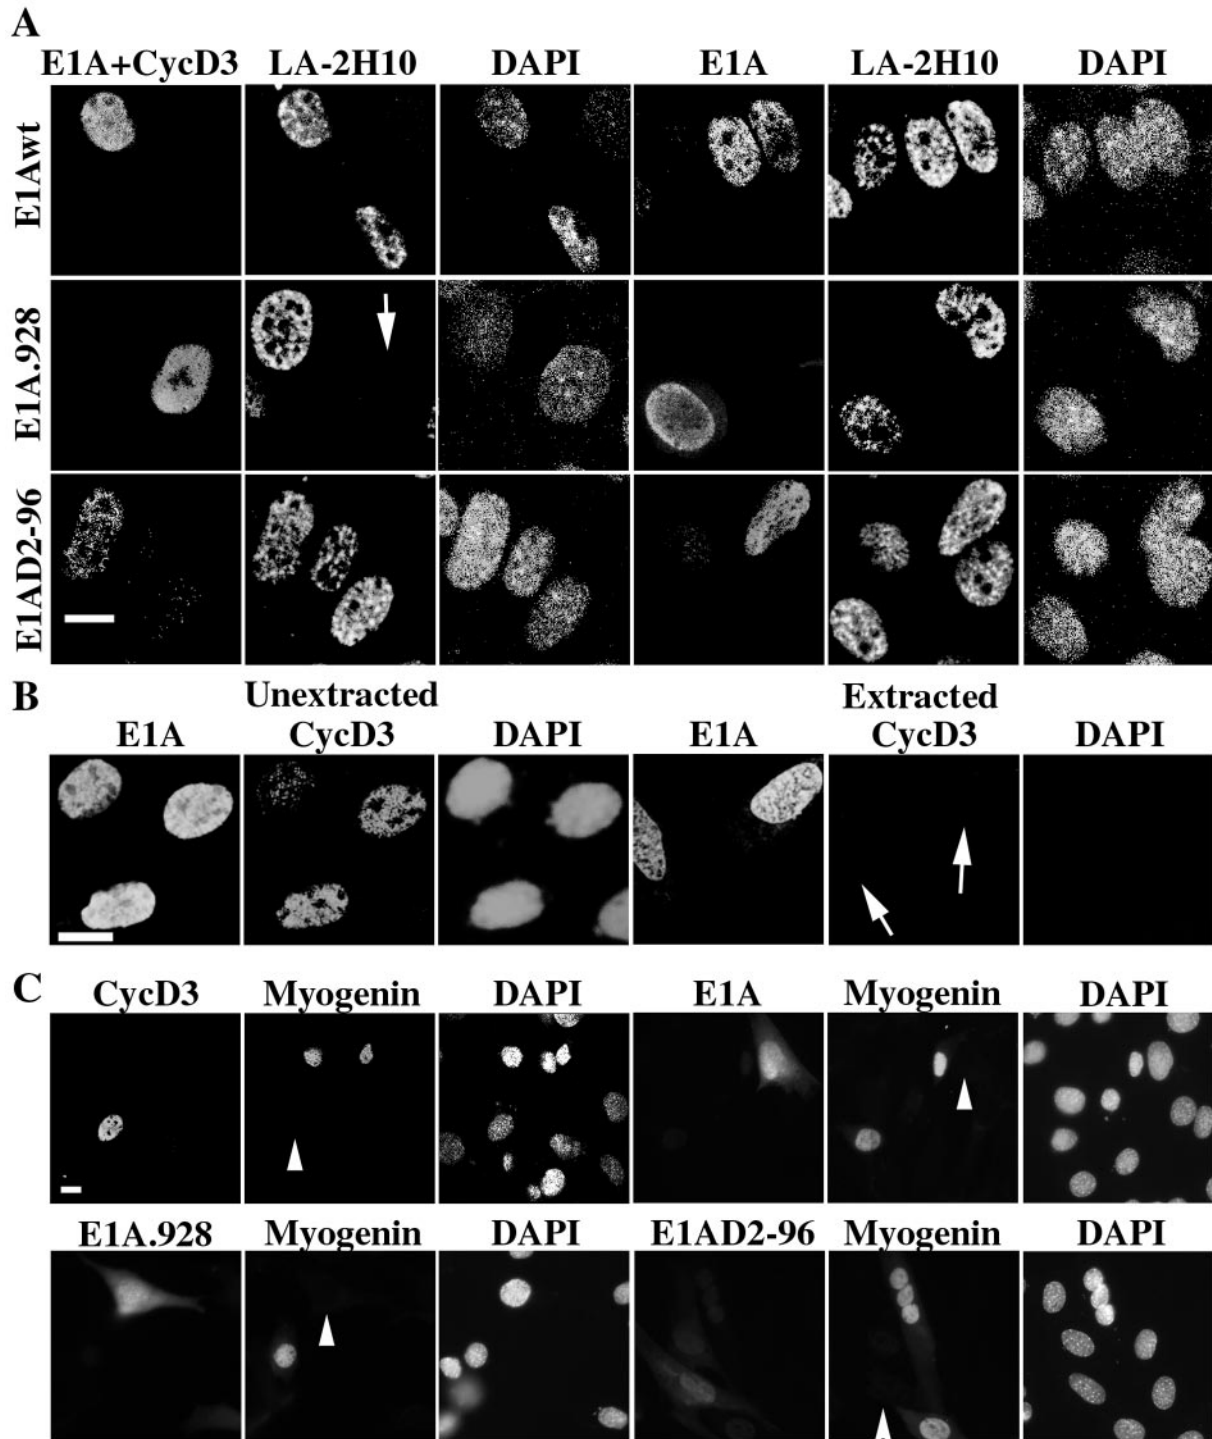 A
E1A+CycD3 LA-2H10 DAPI E1A LA-2H10 DAPI
E1Awt
E1A.928
E1AD2-96
B
Unextracted Extracted
E1A CycD3 DAPI E1A CycD3 DAPI
C
CycD3 Myogenin DAPI E1A Myogenin DAPI
E1A.928 Myogenin DAPI E1AD2-96 Myogenin DAPI